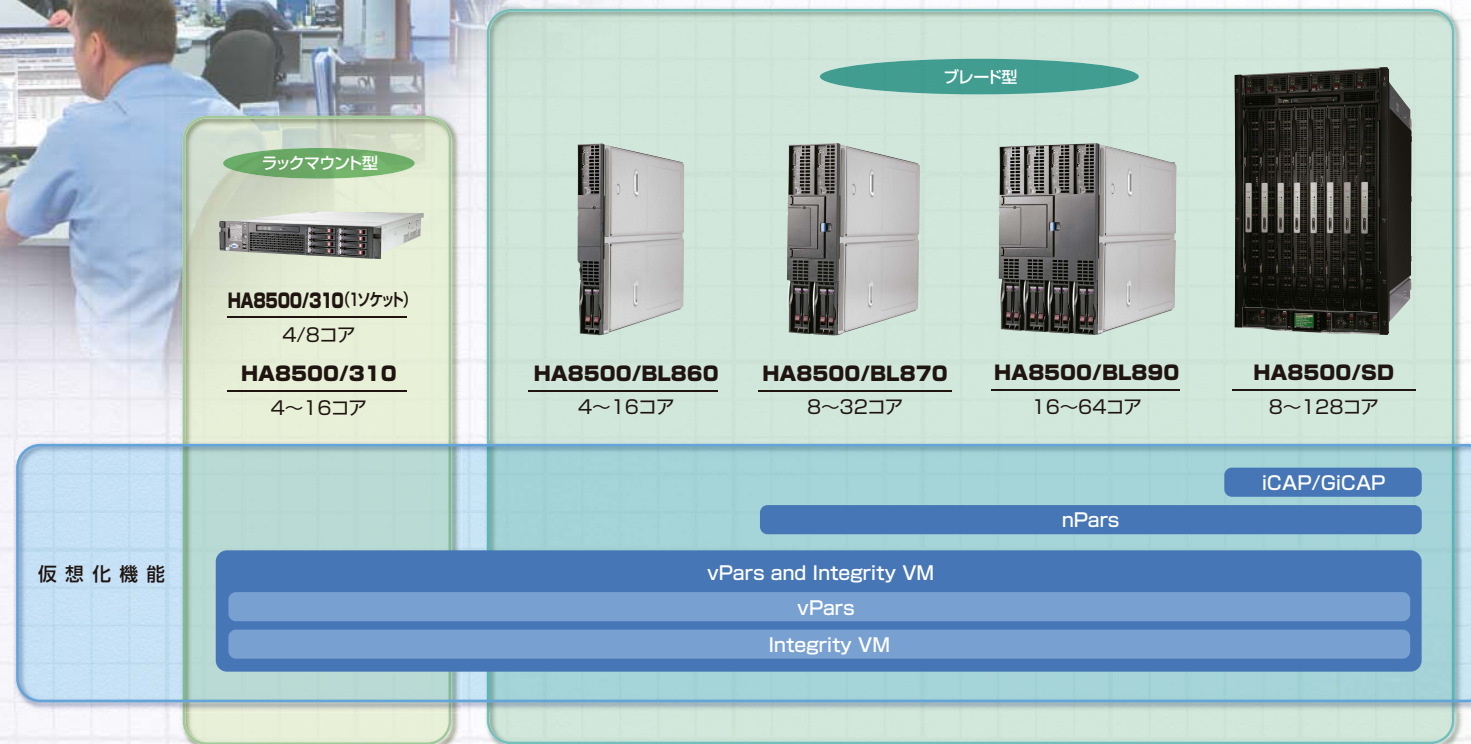 ブレード型
ラックマウント型
HA8500/310(1ソケット)
4/8コア
HA8500/310
4～16コア
HA8500/BL860
4～16コア
HA8500/BL870
8～32コア
HA8500/BL890
16～64コア
HA8500/SD
8～128コア
iCAP/GiCAP
nPars
仮想化機能
vPars and Integrity VM
vPars
Integrity VM